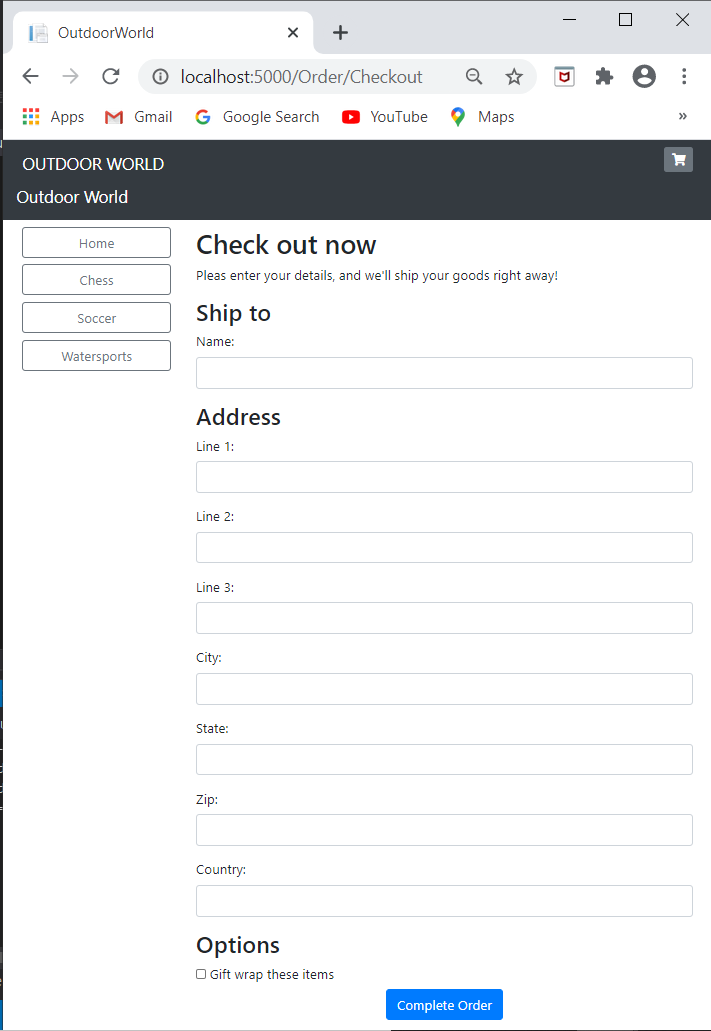 OutdoorWorld
localhost:5000/Order/Checkout
Apps Gmail Google Search YouTube Maps »
OUTDOOR WORLD
Outdoor World
Home
Chess
Soccer
Watersports
Check out now
Pleas enter your details, and we'll ship your goods right away!
Ship to
Name:
Address
Line 1:
Line 2:
Line 3:
City:
State:
Zip:
Country:
Options
Gift wrap these items
Complete Order